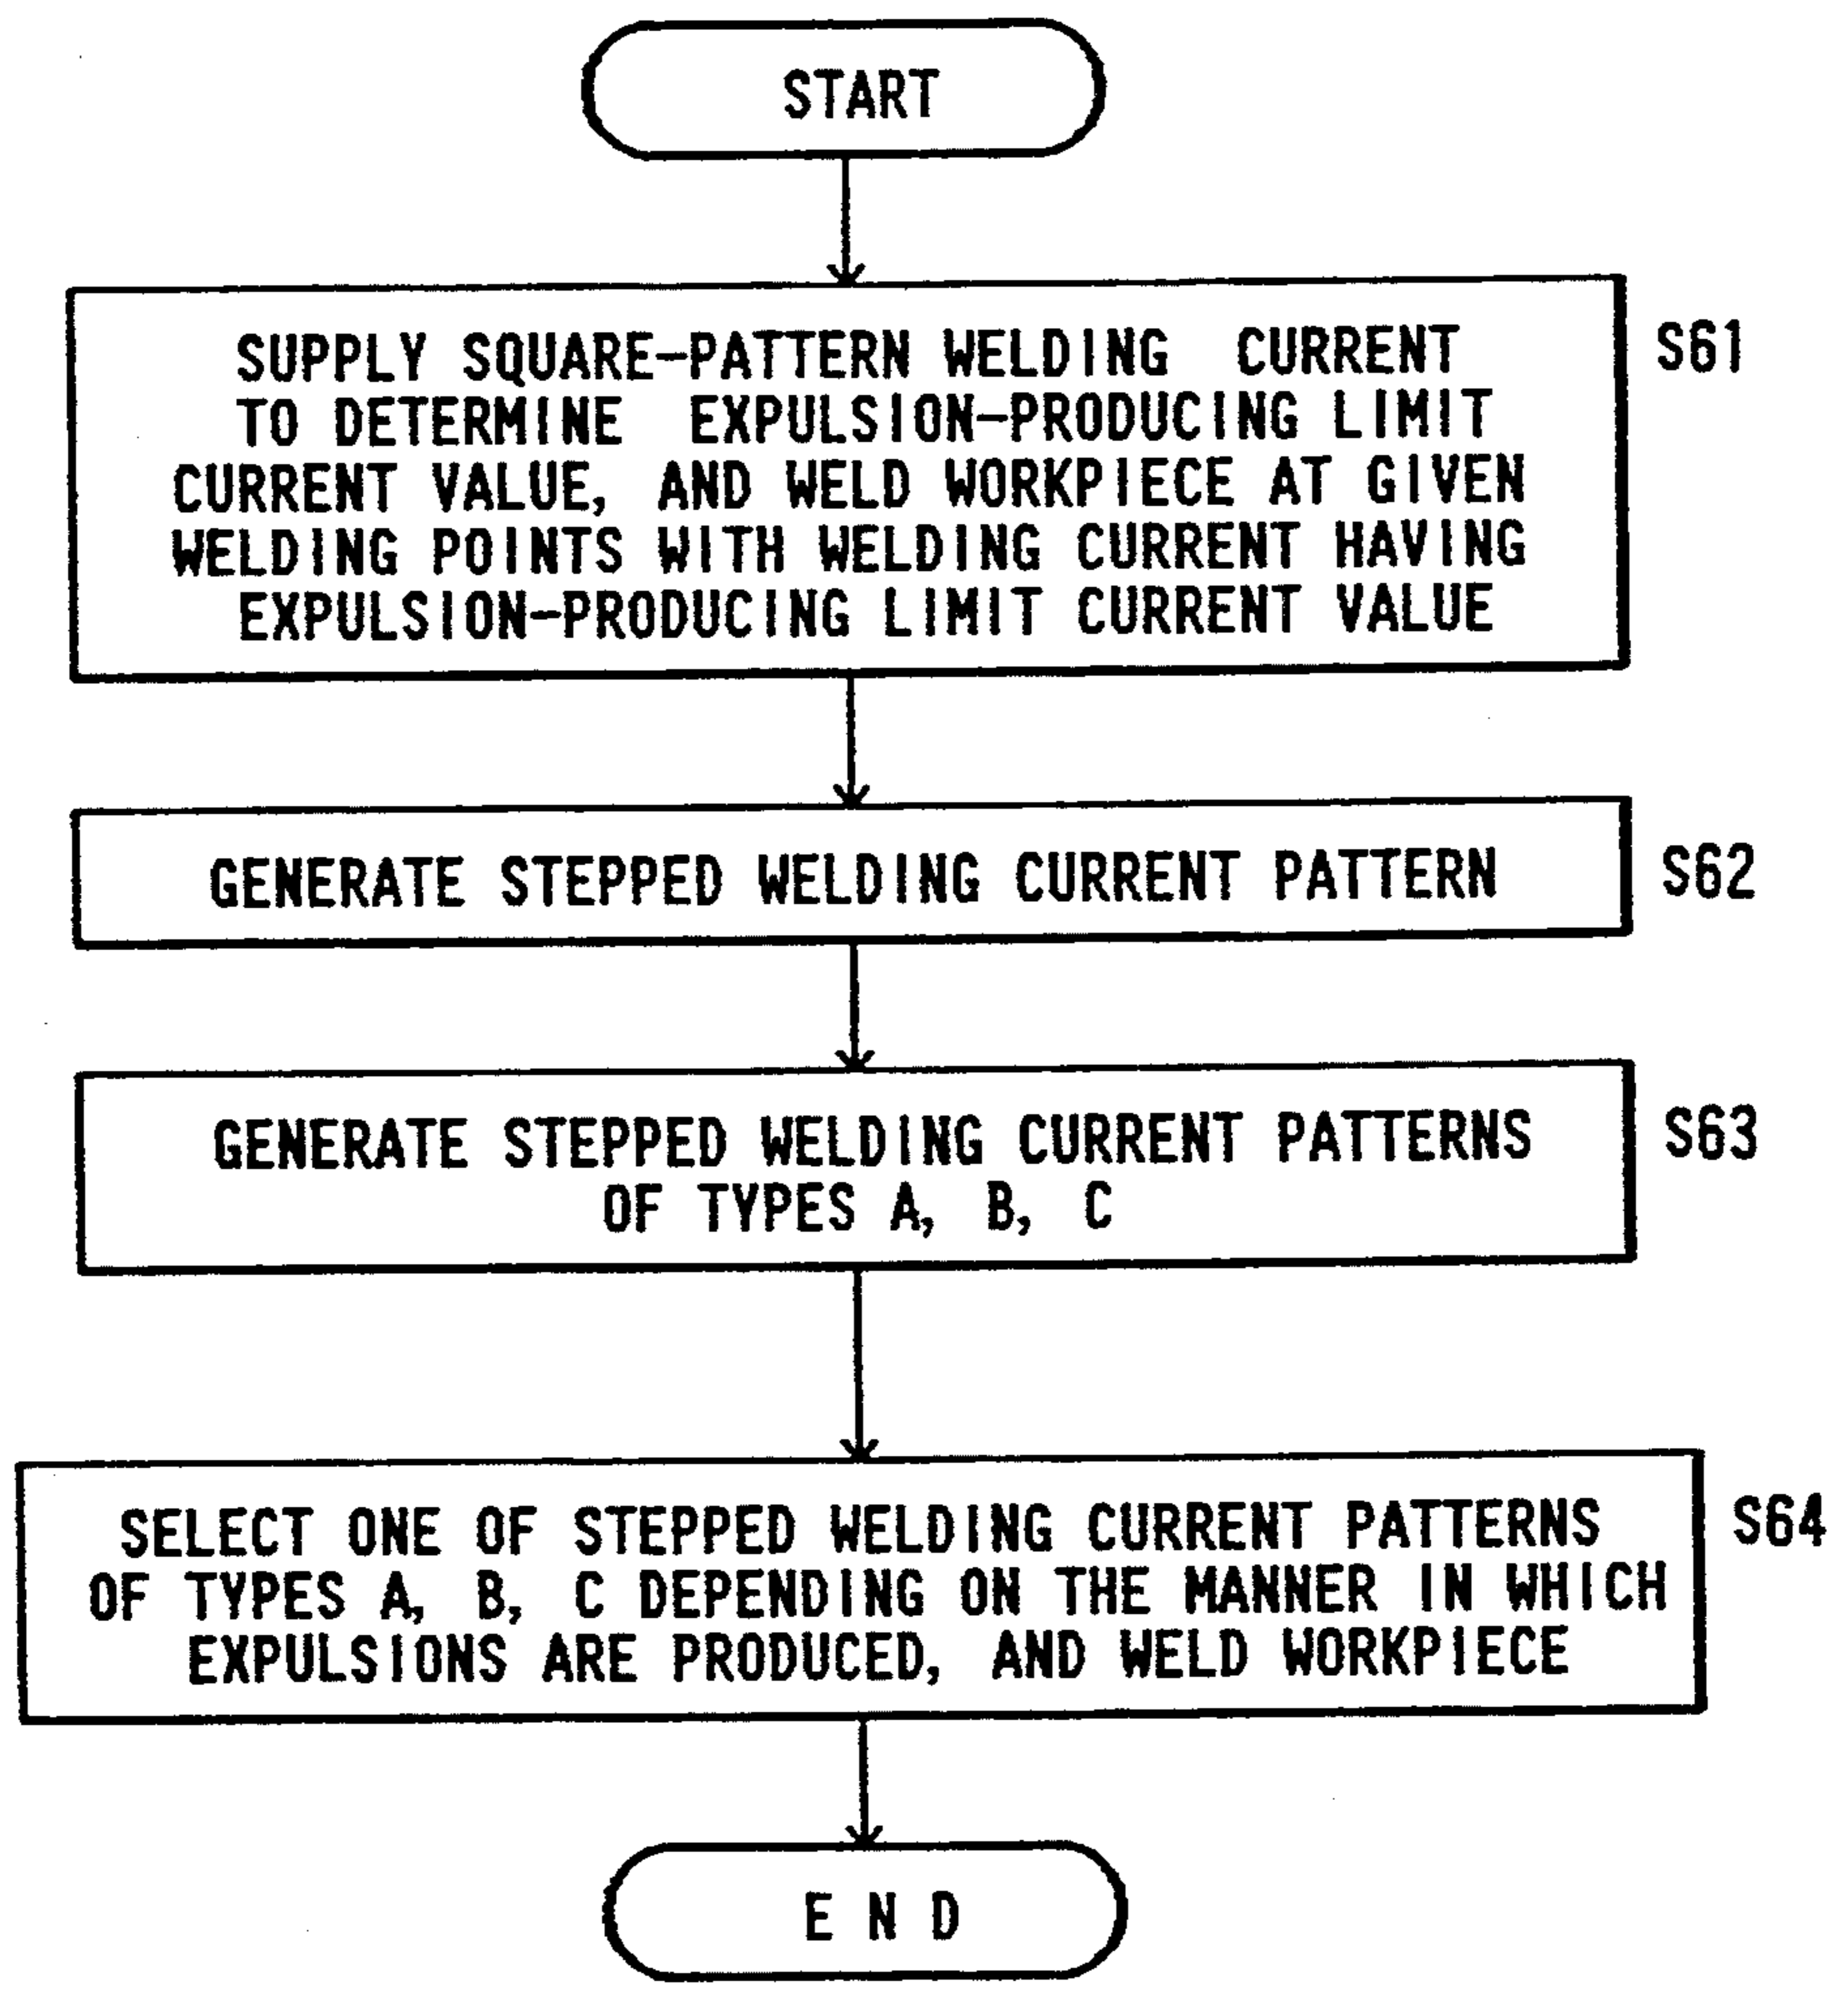 START
SUPPLY SQUARE-PATTERN WELDING CURRENT
TO DETERMINE EXPULSION-PRODUCING LIMIT
CURRENT VALUE, AND WELD WORKPIECE AT GIVEN
WELDING POINTS WITH WELDING CURRENT HAVING
EXPULSION-PRODUCING LIMIT CURRENT VALUE
S61
GENERATE STEPPED WELDING CURRENT PATTERN
S62
GENERATE STEPPED WELDING CURRENT PATTERNS
OF TYPES A, B, C
S63
SELECT ONE OF STEPPED WELDING CURRENT PATTERNS
OF TYPES A, B, C DEPENDING ON THE MANNER IN WHICH
EXPULSIONS ARE PRODUCED, AND WELD WORKPIECE
S64
END